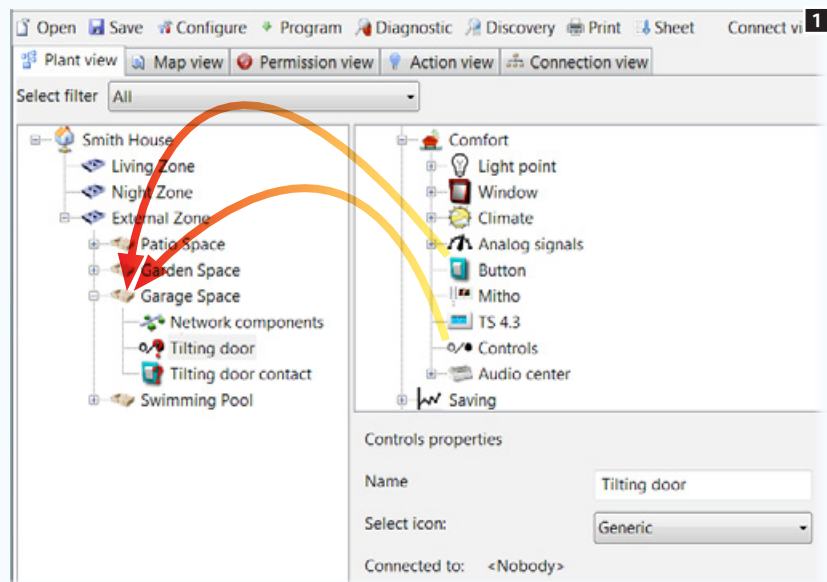 Open Save Configure Program Diagnostic Discovery Print Sheet Connect 1
Plant view Map view Permission view Action view Connection view
Select filter All
Smith House
Living Zone
Night Zone
External Zone
Patio Space
Garden Space
Garage Space
Network components
Tilting door
Tilting door contact
Swimming Pool
Comfort
Light point
Window
Climate
Analog signals
Button
Mitho
TS 4.3
Controls
Audio center
Saving
Controls properties
Name Tilting door
Select icon: Generic
Connected to: <Nobody>